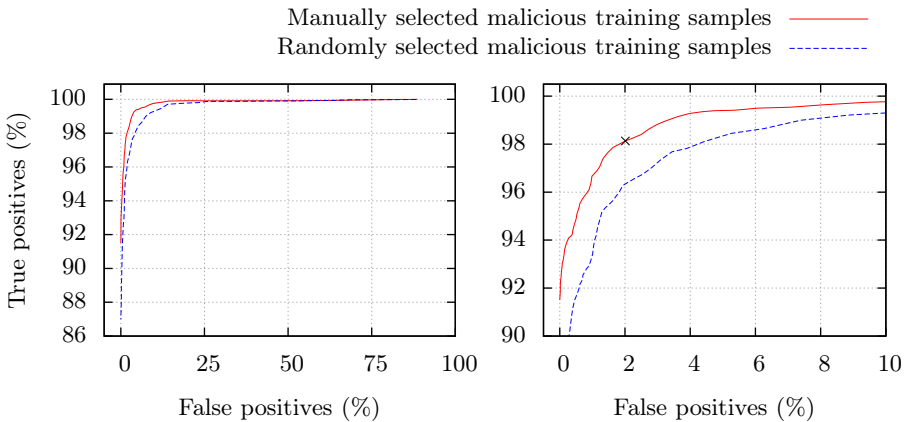 Manually selected malicious training samples
Randomly selected malicious training samples
True positives (%)
100
98
96
94
92
90
88
86
0 25 50 75 100
False positives (%)
100
98
96
94
92
90
0 2 4 6 8 10
False positives (%)